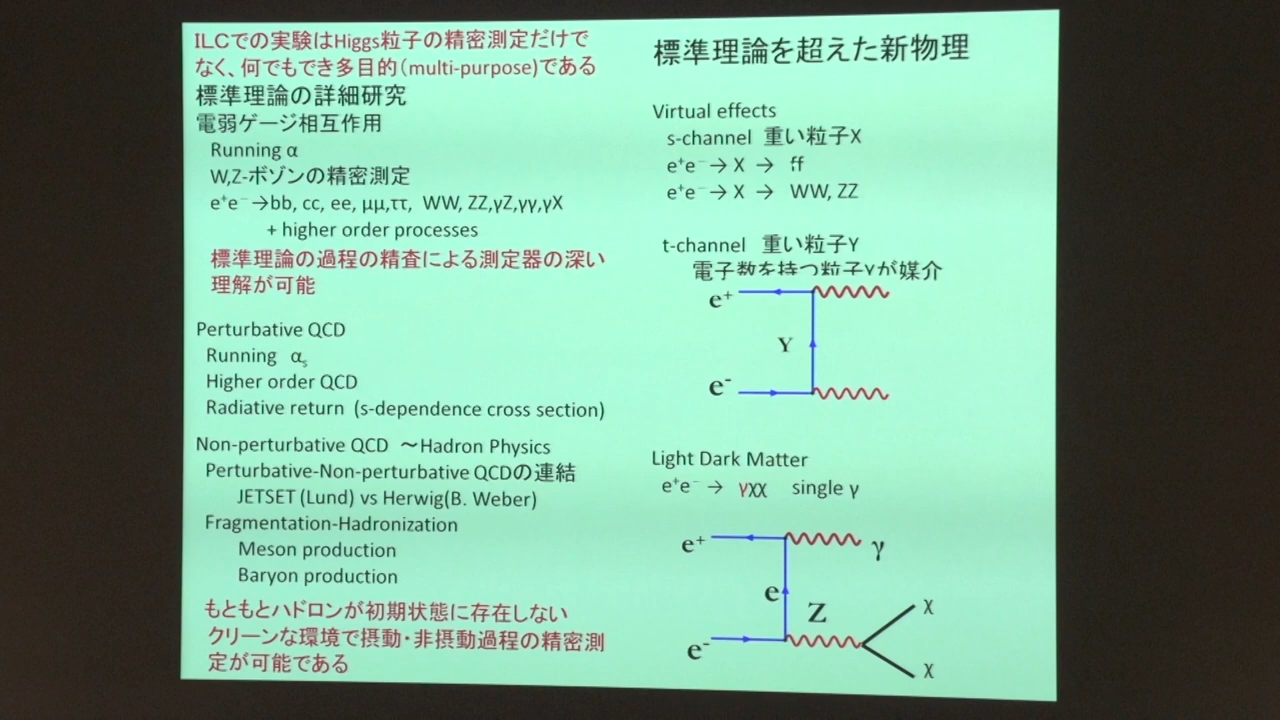 ILCでの実験はHiggs粒子の精密測定だけで
なく、何でもでき多目的(multi-purpose)である
標準理論の詳細研究
電弱ゲージ相互作用
Running α
W,Z-ボゾンの精密測定
e⁺e⁻→bb, cc, ee, μμ,ττ, WW, ZZ,γZ,γγ,γX
+ higher order processes
標準理論の過程の精査による測定器の深い
理解が可能
Perturbative QCD
Running αs
Higher order QCD
Radiative return (s-dependence cross section)
Non-perturbative QCD ～Hadron Physics
Perturbative-Non-perturbative QCDの連結
JETSET (Lund) vs Herwig(B. Weber)
Fragmentation-Hadronization
Meson production
Baryon production
もともとハドロンが初期状態に存在しない
クリーンな環境で摂動・非摂動過程の精密測
定が可能である
標準理論を超えた新物理
Virtual effects
s-channel 重い粒子X
e⁺e⁻→ X → ff
e⁺e⁻→ X → WW, ZZ
t-channel 重い粒子Y
電子数を持つ粒子Yが媒介
e⁺
Y
e⁻
Light Dark Matter
e⁺e⁻ → γχχ single γ
e⁺
γ
e
Z
χ
e⁻
χ